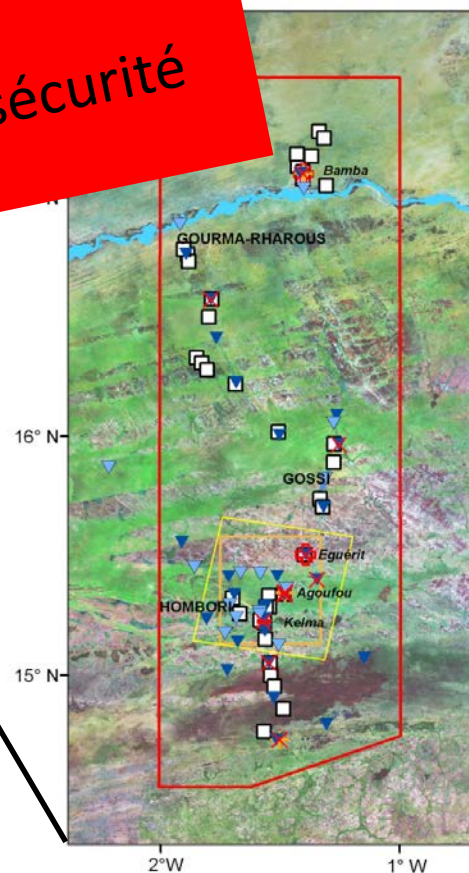 sécurité
Bamba
GOURMA-RHAROUS
16°
GOSSI
Eguérit
Agoufou
HOMBORI
Kelma
15° N
2°W
1° W